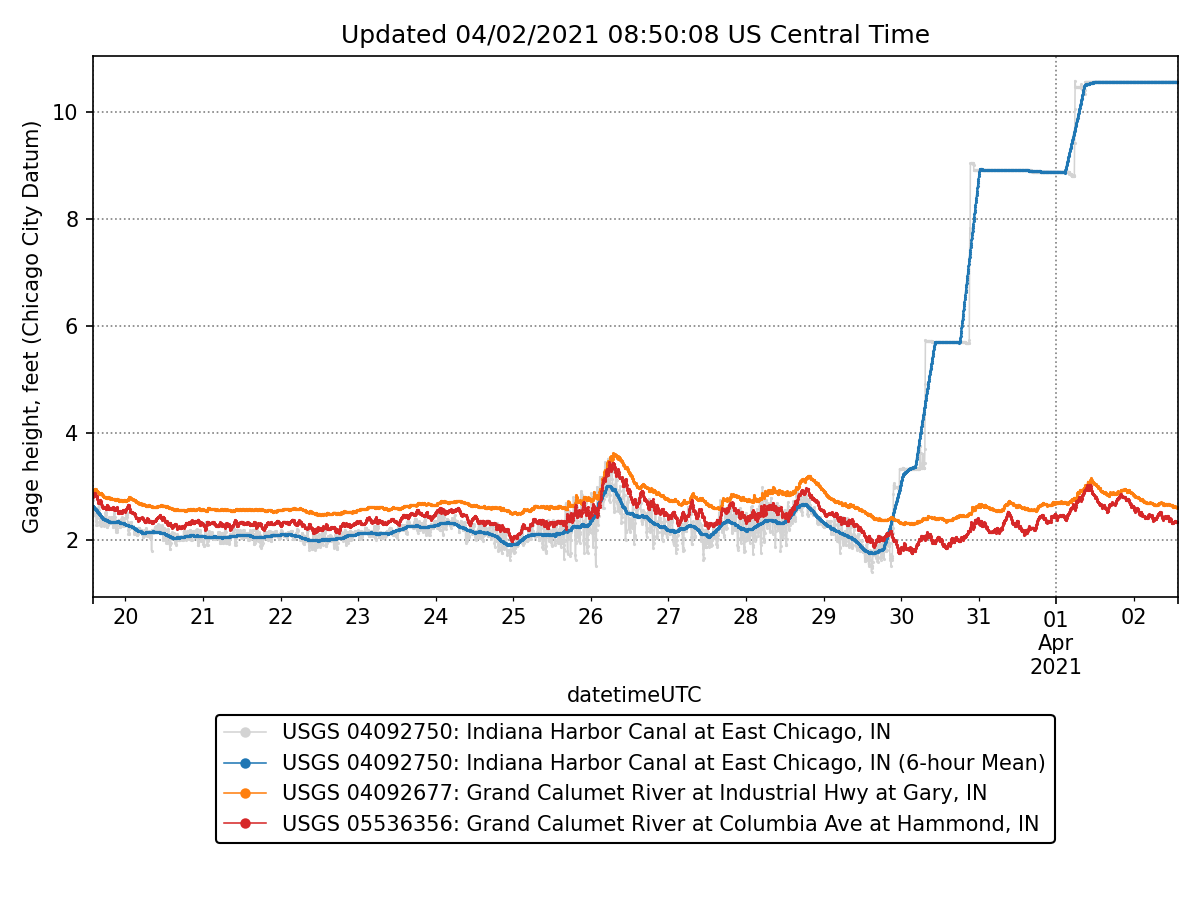 Updated 04/02/2021 08:50:08 US Central Time
Gage height, feet (Chicago City Datum)
10
8
6
4
2
20 21 22 23 24 25 26 27 28 29 30 31 01 02
Apr
2021
datetimeUTC
USGS 04092750: Indiana Harbor Canal at East Chicago, IN
USGS 04092750: Indiana Harbor Canal at East Chicago, IN (6-hour Mean)
USGS 04092677: Grand Calumet River at Industrial Hwy at Gary, IN
USGS 05536356: Grand Calumet River at Columbia Ave at Hammond, IN